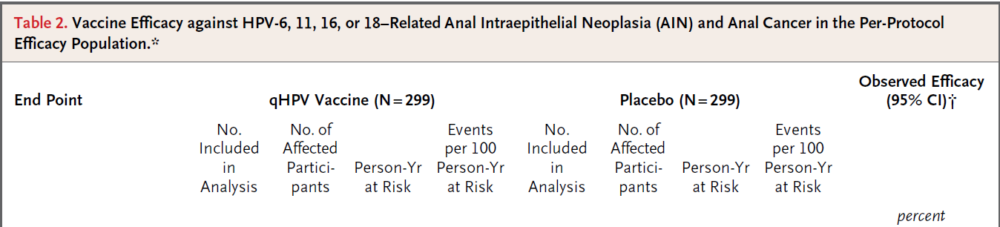 Table 2. Vaccine Efficacy against HPV-6, 11, 16, or 18–Related Anal Intraepithelial Neoplasia (AIN) and Anal Cancer in the Per-Protocol
Efficacy Population.*
End Point
qHPV Vaccine (N=299)
Placebo (N=299)
Observed Efficacy
(95% CI)†
No.
Included
in
Analysis
No. of
Affected
Partici-
pants
Person-Yr
at Risk
Events
per 100
Person-Yr
at Risk
No.
Included
in
Analysis
No. of
Affected
Partici-
pants
Person-Yr
at Risk
Events
per 100
Person-Yr
at Risk
percent